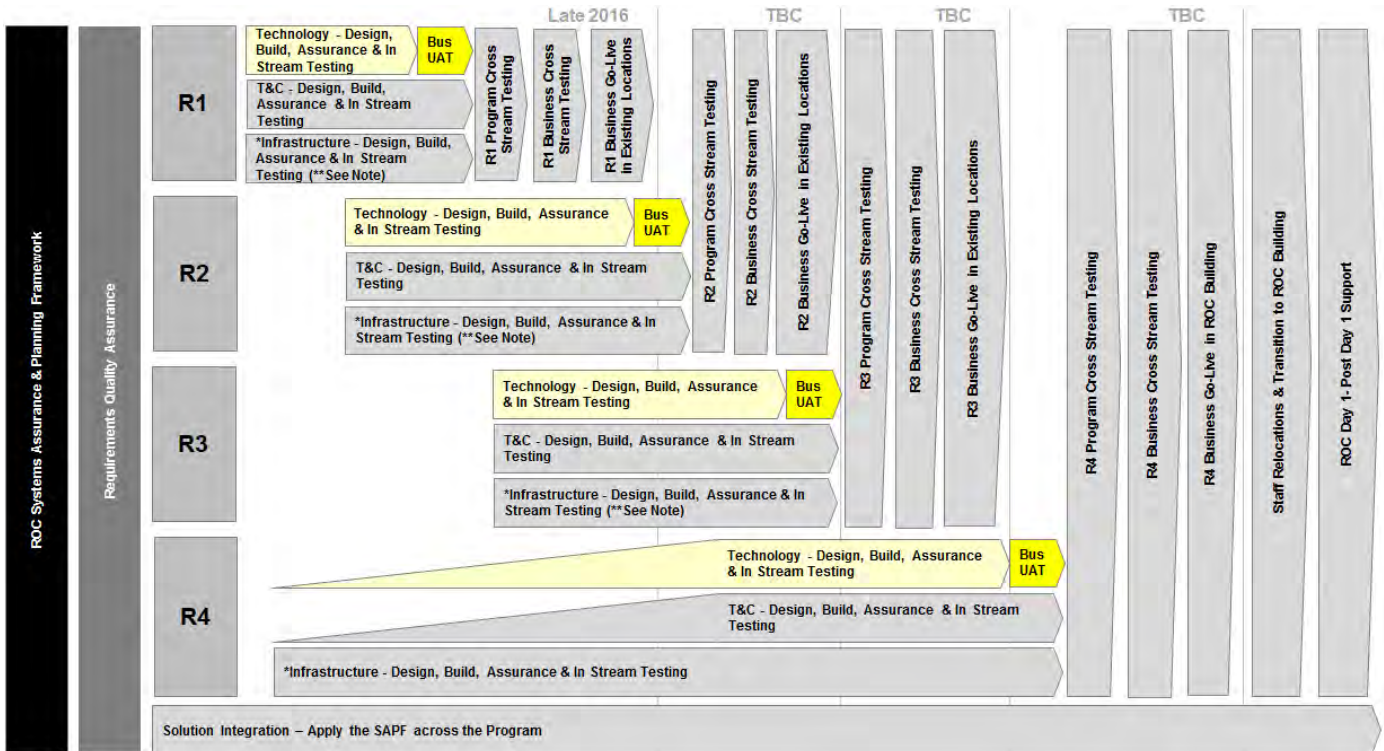 Late 2016
TBC
TBC
TBC
ROC Systems Assurance & Planning Framework
Requirements Quality Assurance
R1
Technology - Design,
Build, Assurance & In
Stream Testing
Bus
UAT
T&C - Design, Build,
Assurance & In Stream
Testing
*Infrastructure - Design, Build,
Assurance & In Stream
Testing (**See Note)
R1 Program Cross
Stream Testing
R1 Business Cross
Stream Testing
R1 Business Go-Live
in Existing Locations
R2
Technology - Design, Build, Assurance
& In Stream Testing
Bus
UAT
T&C - Design, Build, Assurance & In Stream
Testing
*Infrastructure - Design, Build, Assurance & In
Stream Testing (**See Note)
R2 Program Cross Stream Testing
R2 Business Cross Stream Testing
R2 Business Go-Live in Existing Locations
R3
Technology - Design, Build, Assurance
& In Stream Testing
Bus
UAT
T&C - Design, Build, Assurance & In Stream
Testing
*Infrastructure - Design, Build, Assurance & In
Stream Testing (**See Note)
R3 Program Cross Stream Testing
R3 Business Cross Stream Testing
R3 Business Go-Live in Existing Locations
R4
Technology - Design, Build, Assurance
& In Stream Testing
Bus
UAT
T&C - Design, Build, Assurance & In Stream
Testing
*Infrastructure - Design, Build, Assurance & In Stream Testing
R4 Program Cross Stream Testing
R4 Business Cross Stream Testing
R4 Business Go-Live in ROC Building
Staff Relocations & Transition to ROC Building
ROC Day 1- Post Day 1 Support
Solution Integration – Apply the SAPF across the Program